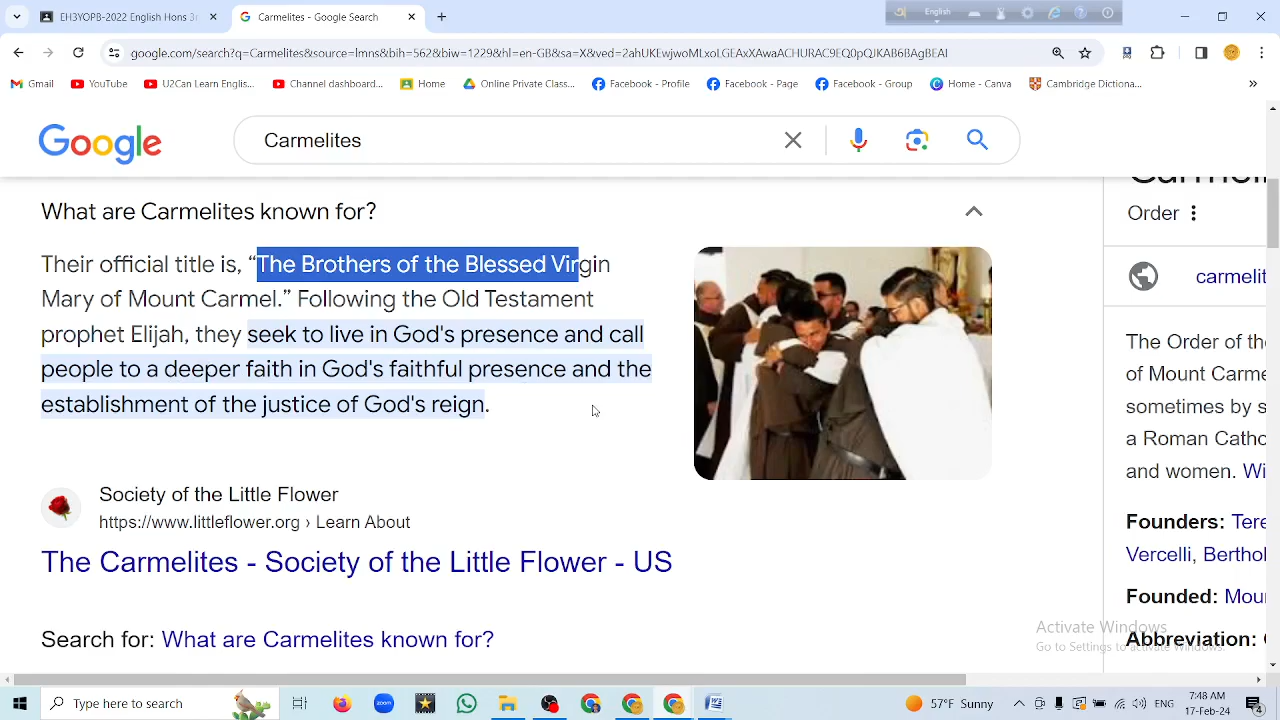 EH3YOPB-2021 English Hons
Carmelites - Google Search
English
google.com/search?q=Carmelites&source=lmns&bih=562&biw=1229&hl=en-GB&sa=X&ved=2ahUKEwjvoMLxoLGEAxXAwaACHURAC9EQ0pQJKAB6BAgBEAI
Gmail
YouTube
U2Can Learn Englis...
Channel
Home
Online Private Class...
Facebook - Profile
Facebook - Page
Facebook - Group
Home - Canva
Cambridge Dictiona...
»
Google
Carmelites
What are Carmelites known for?
Order
Their official title is, “The Brothers of the Blessed Virgin
Mary of Mount Carmel.” Following the Old Testament
prophet Elijah, they seek to live in God's presence and call
people to a deeper faith in God's faithful presence and the
establishment of the justice of God's reign.
Society of the Little Flower
https://www.littleflower.org › Learn About
The Carmelites - Society of the Little Flower - US
Search for: What are Carmelites known for?
carmelit
The Order of th
of Mount Carme
sometimes by s
a Roman Catho
and women. Wi
Founders: Tere
Vercelli, Berthol
Founded: Mou
Abbreviation:
Activate Windows
Go to Settings to activate Windows.
Type here to search
zoom
57°F Sunny
ENG
7:48 AM
17-Feb-24